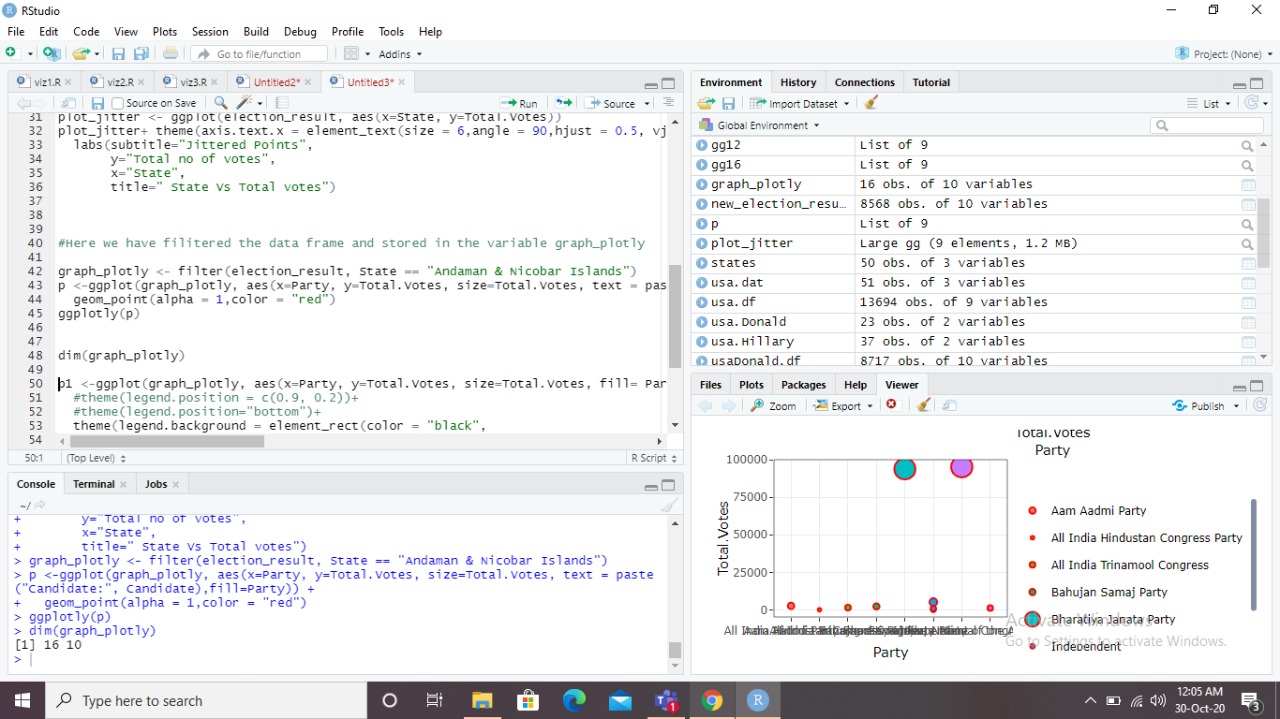 RStudio
File Edit Code View Plots Session Build Debug Profile Tools Help
Go to file/function Addins Project: (None)
viz1.R viz2.R viz3.R Untitled2* Untitled3*
Source on Save Run Source
31 plot_jitter <- ggplot(election_result, aes(x=State, y=Total.Votes))
32 plot_jitter+ theme(axis.text.x = element_text(size = 6,angle = 90,hjust = 0.5, vj
33 labs(subtitle="Jittered Points",
34 y="Total no of votes",
35 x="State",
36 title=" State Vs Total votes")
37
38
39
40 #Here we have filitered the data frame and stored in the variable graph_plotly
41
42 graph_plotly <- filter(election_result, State == "Andaman & Nicobar Islands")
43 p <-ggplot(graph_plotly, aes(x=Party, y=Total.Votes, size=Total.Votes, text = pas
44 geom_point(alpha = 1,color = "red")
45 ggplotly(p)
46
47
48 dim(graph_plotly)
49
50 p1 <-ggplot(graph_plotly, aes(x=Party, y=Total.Votes, size=Total.Votes, fill= Par
51 #theme(legend.position = c(0.9, 0.2))+
52 #theme(legend.position="bottom")+
53 theme(legend.background = element_rect(color = "black",
54
50:1 (Top Level) R Script
Console Terminal Jobs
~/
+ y="Total no of votes",
+ x="State",
+ title=" State Vs Total votes")
> graph_plotly <- filter(election_result, State == "Andaman & Nicobar Islands")
> p <-ggplot(graph_plotly, aes(x=Party, y=Total.Votes, size=Total.Votes, text = paste
("Candidate:", Candidate),fill=Party)) +
+ geom_point(alpha = 1,color = "red")
> ggplotly(p)
> dim(graph_plotly)
[1] 16 10
>
Environment History Connections Tutorial
Import Dataset List
Global Environment
gg12 List of 9
gg16 List of 9
graph_plotly 16 obs. of 10 variables
new_election_resu... 8568 obs. of 10 variables
p List of 9
plot_jitter Large gg (9 elements, 1.2 MB)
states 50 obs. of 3 variables
usa.dat 51 obs. of 3 variables
usa.df 13694 obs. of 9 variables
usa.Donald 23 obs. of 2 variables
usa.Hillary 37 obs. of 2 variables
usaDonald.df 8717 obs. of 10 variables
Files Plots Packages Help Viewer
Zoom Export Publish
Total.Votes
Party
100000
75000
50000
25000
0
Total.Votes
Party
Aam Aadmi Party
All India Hindustan Congress Party
All India Trinamool Congress
Bahujan Samaj Party
Bharatiya Janata Party
Independent
Activate Windows
Go to Settings to activate Windows.
Type here to search
1
R
12:05 AM
30-Oct-20
3